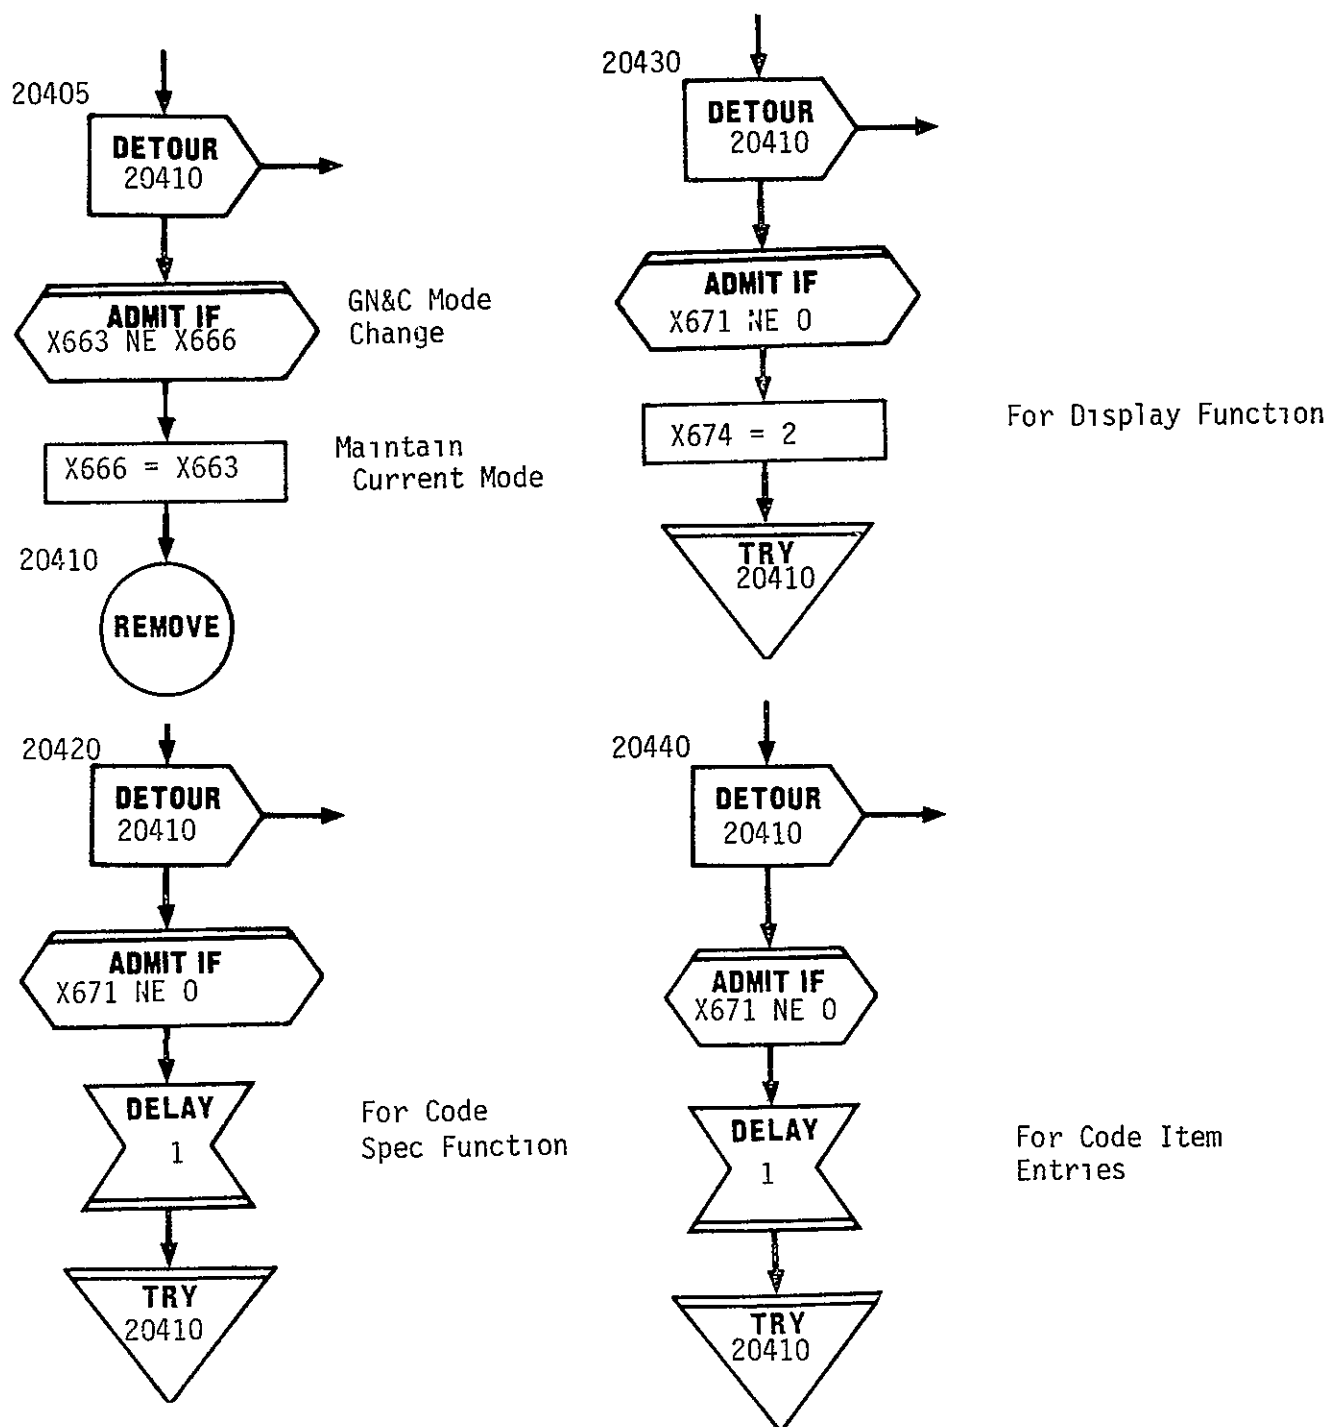 20405
DETOUR
20410
ADMIT IF
X663 NE X666
GN&C Mode
Change
X666 = X663
Maintain
Current Mode
20410
REMOVE
20420
DETOUR
20410
ADMIT IF
X671 NE 0
DELAY
1
For Code
Spec Function
TRY
20410
20430
DETOUR
20410
ADMIT IF
X671 NE 0
X674 = 2
For Display Function
TRY
20410
20440
DETOUR
20410
ADMIT IF
X671 NE 0
DELAY
1
For Code Item
Entries
TRY
20410